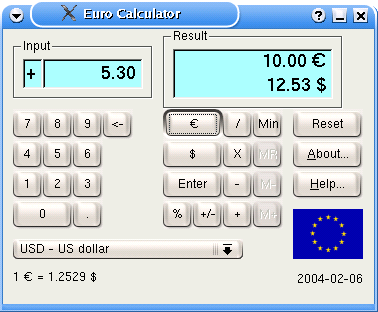 Euro Calculator
Input
+ 5.30
Result
10.00 €
12.53 $
7 8 9 <- € / Min Reset
4 5 6 $ X MR About...
1 2 3 Enter - M- Help...
0 . % +/- + M+
USD - US dollar
1 € = 1.2529 $
2004-02-06